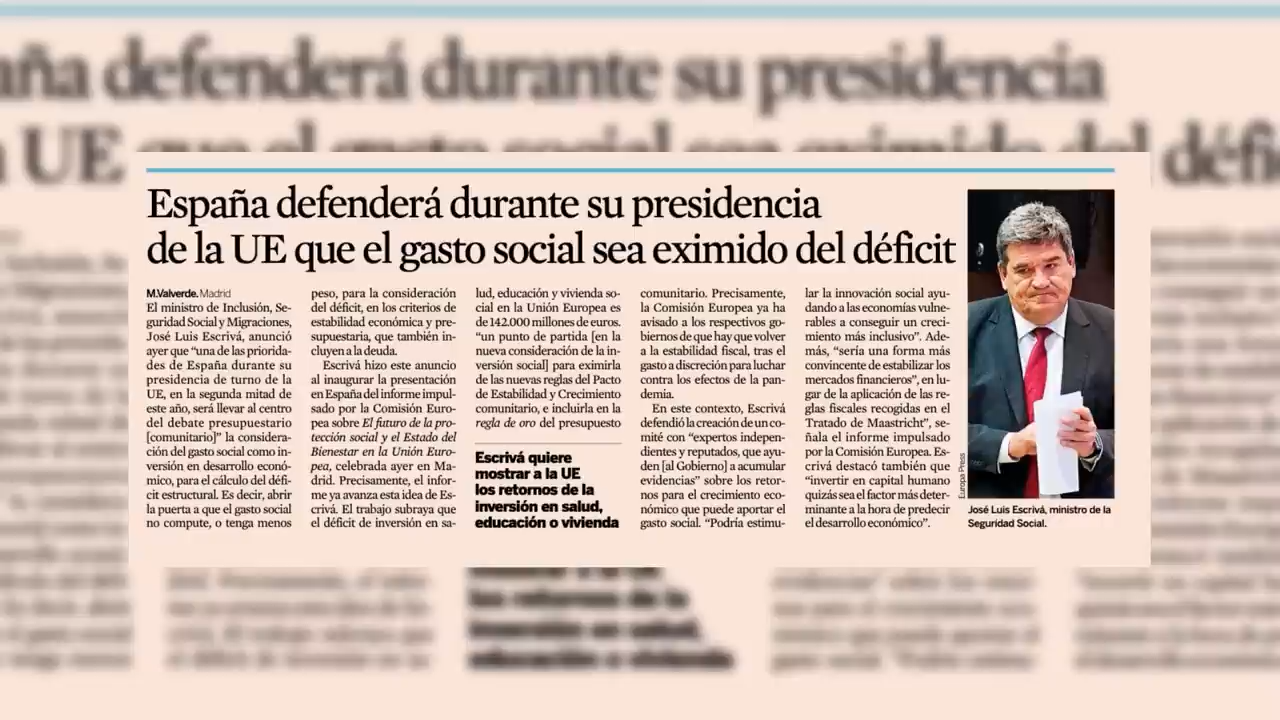 España defenderá durante su presidencia
de la UE que el gasto social sea eximido del déficit
M.Valverde. Madrid
El ministro de Inclusión, Se-
guridad Social y Migraciones,
José Luis Escrivá, anunció
ayer que “una de las priorida-
des de España durante su
presidencia de turno de la
UE, en la segunda mitad de
este año, será llevar al centro
del debate presupuestario
[comunitario]” la considera-
ción del gasto social como in-
versión en desarrollo econó-
mico, para el cálculo del défi-
cit estructural. Es decir, abrir
la puerta a que el gasto social
no compute, o tenga menos
peso, para la consideración
del déficit, en los criterios de
estabilidad económica y pre-
supuestaria, que también in-
cluyen a la deuda.
Escrivá hizo este anuncio
al inaugurar la presentación
en España del informe impul-
sado por la Comisión Euro-
pea sobre El futuro de la pro-
tección social y el Estado del
Bienestar en la Unión Euro-
pea, celebrada ayer en Ma-
drid. Precisamente, el infor-
me ya avanza esta idea de Es-
crivá. El trabajo subraya que
el déficit de inversión en sa-
lud, educación y vivienda so-
cial en la Unión Europea es
de 142.000 millones de euros.
“un punto de partida [en la
nueva consideración de la in-
versión social] para eximirla
de las nuevas reglas del Pacto
de Estabilidad y Crecimiento
comunitario, e incluirla en la
regla de oro del presupuesto
Escrivá quiere
mostrar a la UE
los retornos de la
inversión en salud,
educación o vivienda
comunitario. Precisamente,
la Comisión Europea ya ha
avisado a los respectivos go-
biernos de que hay que volver
a la estabilidad fiscal, tras el
gasto a discreción para luchar
contra los efectos de la pan-
demia.
En este contexto, Escrivá
defendió la creación de un co-
mité con “expertos indepen-
dientes y reputados, que ayu-
den [al Gobierno] a acumular
evidencias” sobre los retor-
nos para el crecimiento eco-
nómico que puede aportar el
gasto social. “Podría estimu-
lar la innovación social ayu-
dando a las economías vulne-
rables a conseguir un creci-
miento más inclusivo”. Ade-
más, “sería una forma más
convincente de estabilizar los
mercados financieros”, en lu-
gar de la aplicación de las re-
glas fiscales recogidas en el
Tratado de Maastricht”, se-
ñala el informe impulsado
por la Comisión Europea. Es-
crivá destacó también que
“invertir en capital humano
quizás sea el factor más deter-
minante a la hora de predecir
el desarrollo económico”.
Europa Press
José Luis Escrivá, ministro de la
Seguridad Social.